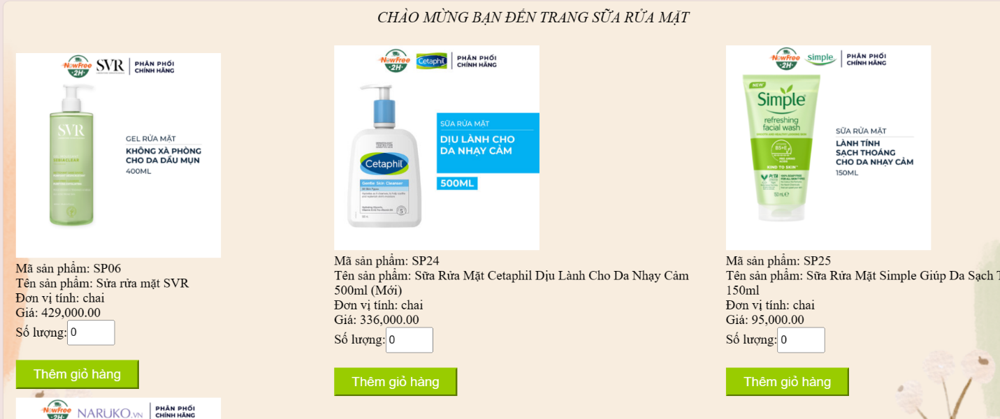 CHÀO MỪNG BẠN ĐẾN TRANG SỮA RỬA MẶT
NowFree
2H
SVR
PHÂN PHỐI
CHÍNH HÃNG
SVR
SEBIACLEAR
GEL RỬA MẶT
KHÔNG XÀ PHÒNG
CHO DA DẦU MỤN
400ML
Mã sản phẩm: SP06
Tên sản phẩm: Sửa rửa mặt SVR
Đơn vị tính: chai
Giá: 429,000.00
Số lượng: 0
Thêm giỏ hàng
NowFree
2H
Cetaphil
PHÂN PHỐI
CHÍNH HÃNG
Cetaphil
Gentle Skin Cleanser
SỮA RỬA MẶT
DỊU LÀNH CHO
DA NHẠY CẢM
500ML
Mã sản phẩm: SP24
Tên sản phẩm: Sữa Rửa Mặt Cetaphil Dịu Lành Cho Da Nhạy Cảm
500ml (Mới)
Đơn vị tính: chai
Giá: 336,000.00
Số lượng: 0
Thêm giỏ hàng
NowFree
2H
simple
PHÂN PHỐI
CHÍNH HÃNG
NEW
Simple
refreshing
facial wash
B5+E
KIND TO SKIN
SỮA RỬA MẶT
LÀNH TÍNH
SẠCH THOÁNG
CHO DA NHẠY CẢM
150ML
Mã sản phẩm: SP25
Tên sản phẩm: Sữa Rửa Mặt Simple Giúp Da Sạch
150ml
Đơn vị tính: chai
Giá: 95,000.00
Số lượng: 0
Thêm giỏ hàng
NowFree
2H
NARUKO.VN
PHÂN PHỐI
CHÍNH HÃNG